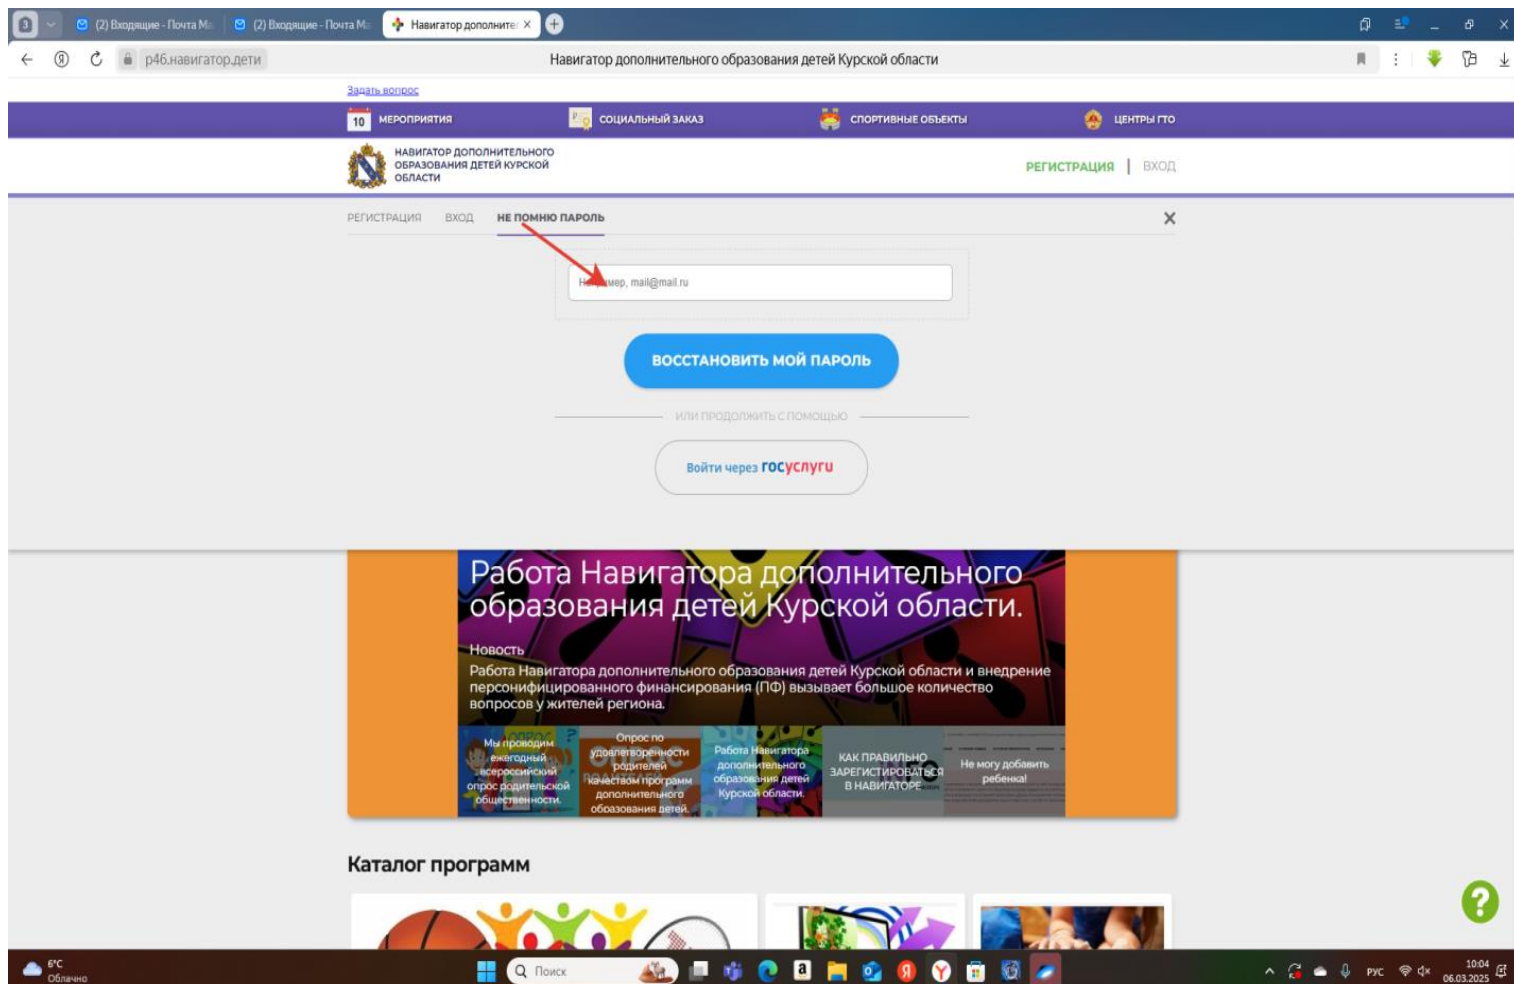 3
(2) Входящие - Почта Ma
(2) Входящие - Почта Ma
Навигатор дополнител
р46.навигатор.дети
Навигатор дополнительного образования детей Курской области
Задать вопрос
10 МЕРОПРИЯТИЯ
СОЦИАЛЬНЫЙ ЗАКАЗ
СПОРТИВНЫЕ ОБЪЕКТЫ
ЦЕНТРЫ ГТО
НАВИГАТОР ДОПОЛНИТЕЛЬНОГО
ОБРАЗОВАНИЯ ДЕТЕЙ КУРСКОЙ
ОБЛАСТИ
РЕГИСТРАЦИЯ | ВХОД
РЕГИСТРАЦИЯ ВХОД НЕ ПОМНЮ ПАРОЛЬ
Например, mail@mail.ru
ВОССТАНОВИТЬ МОЙ ПАРОЛЬ
ИЛИ ПРОДОЛЖИТЬ С ПОМОЩЬЮ
Войти через госуслуги
Работа Навигатора дополнительного
образования детей Курской области.
Новость
Работа Навигатора дополнительного образования детей Курской области и внедрение
персонифицированного финансирования (ПФ) вызывает большое количество
вопросов у жителей региона.
Мы проводим
ежегодный
всероссийский
опрос родительской
общественности.
Опрос по
удовлетворенности
родителей
качеством программ
дополнительного
образования детей.
Работа Навигатора
дополнительного
образования детей
Курской области.
КАК ПРАВИЛЬНО
ЗАРЕГИСТИРОВАТЬСЯ
В НАВИГАТОРЕ
Не могу добавить
ребенка!
Каталог программ
?
6°C
Облачно
Поиск
РУС
10:04
06.03.2025